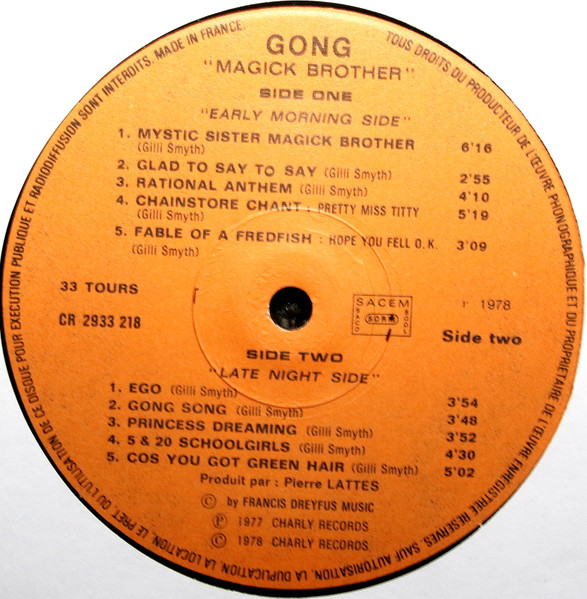 GONG
"MAGICK BROTHER"
SIDE ONE
"EARLY MORNING SIDE"
1. MYSTIC SISTER MAGICK BROTHER 6'16
(Gilli Smyth)
2. GLAD TO SAY TO SAY (Gilli Smyth) 2'55
3. RATIONAL ANTHEM (Gilli Smyth) 4'10
4. CHAINSTORE CHANT : PRETTY MISS TITTY 5'19
(Gilli Smyth)
5. FABLE OF A FREDFISH : HOPE YOU FELL O.K. 3'09
(Gilli Smyth)
33 TOURS
CR 2933 218
SACEM
SACD
SDRM
SGDL
1978
Side two
SIDE TWO
"LATE NIGHT SIDE"
1. EGO (Gilli Smyth) 3'54
2. GONG SONG (Gilli Smyth) 3'48
3. PRINCESS DREAMING (Gilli Smyth) 3'52
4. 5 & 20 SCHOOLGIRLS (Gilli Smyth) 4'30
5. COS YOU GOT GREEN HAIR (Gilli Smyth) 5'02
Produit par : Pierre LATTES
© by FRANCIS DREYFUS MUSIC
℗ 1977 CHARLY RECORDS
© 1978 CHARLY RECORDS
TOUS DROITS DU PRODUCTEUR DE L'ŒUVRE PHONOGRAPHIQUE ET DU PROPRIETAIRE DE L'ŒUVRE ENREGISTREE RESERVES. SAUF AUTORISATION, LA DUPLICATION, LA LOCATION, LE PRET, OU L'UTILISATION DE CE DISQUE POUR EXECUTION PUBLIQUE ET RADIODIFFUSION SONT INTERDITS. MADE IN FRANCE.